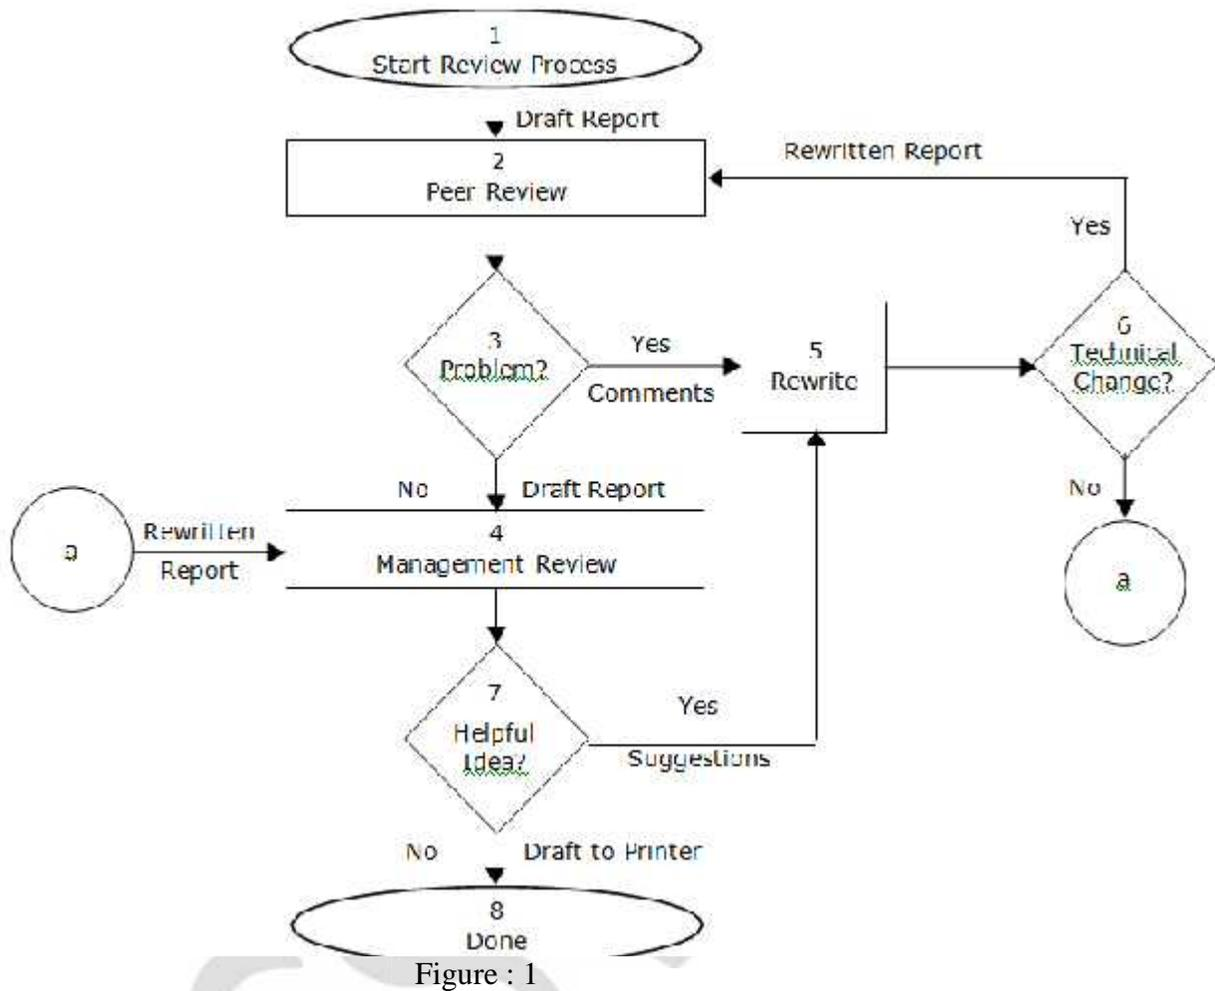 1
Start Review Process
Draft Report
2
Peer Review
Rewritten Report
Yes
3
Problem?
Yes
Comments
5
Rewrite
6
Technical
Change?
No
Draft Report
No
a
Rewritten
Report
4
Management Review
a
7
Helpful
Idea?
Yes
Suggestions
No
Draft to Printer
8
Done
Figure : 1